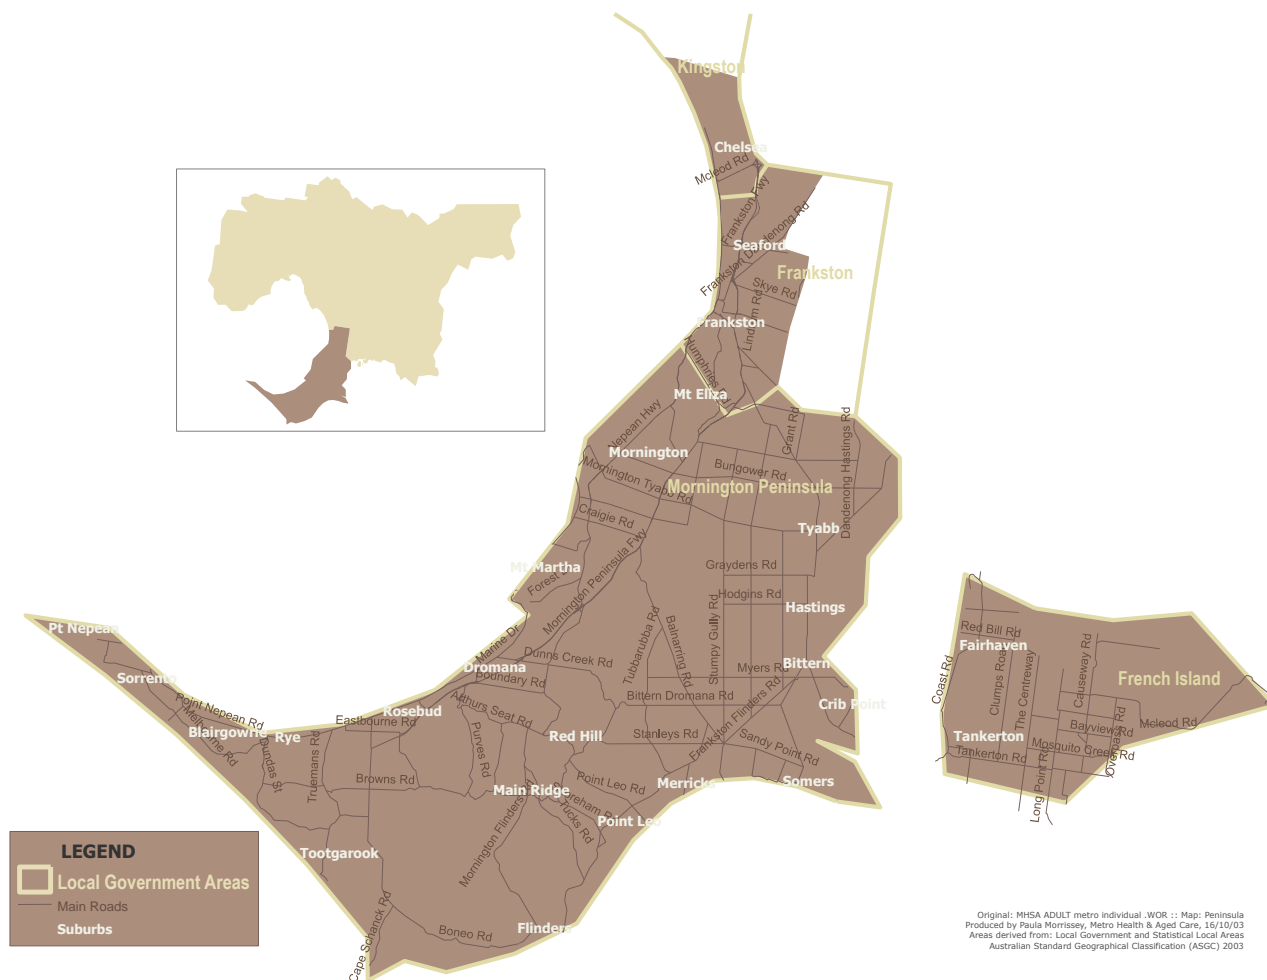 Kingston
Chelsea
Mcleod Rd
Frankston Fwy
Frankston Dandenong Rd
Seaford
Frankston
Skye Rd
Frankston
Humphries Rd
Mt Eliza
Nepean Hwy
Grant Rd
Dandenong Hastings Rd
Mornington
Mornington Tyabb Rd
Bungower Rd
Mornington Peninsula
Craigie Rd
Tyabb
Mornington Peninsula Fwy
Mt Martha
Graydens Rd
Hodgins Rd
Hastings
Stumpy Gully Rd
Tubbarubba Rd
Balnarring Rd
Pt Nepean
Marine Dr
Dunns Creek Rd
Myers Rd
Bittern
Dromana
Boundary Rd
Sorrento
Bittern Dromana Rd
Crib Point
Frankston Flinders Rd
Point Nepean Rd
Melbourne Rd
Rosebud
Arthurs Seat Rd
Eastbourne Rd
Blairgowrie
Rye
Dundas St
Truemans Rd
Purves Rd
Red Hill
Stanleys Rd
Sandy Point Rd
Browns Rd
Main Ridge
Point Leo Rd
Merricks
Somers
Shoreham Rd
Tucks Rd
Point Leo
Mornington Flinders Rd
Tootgarook
Cape Schanck Rd
Boneo Rd
Flinders
Red Bill Rd
Fairhaven
Coast Rd
Clumps Road
The Centreway
Causeway Rd
French Island
Tankerton
Bayview Rd
Mcleod Rd
Mosquito Creek Rd
Tankerton Rd
Long Point Rd
LEGEND
Local Government Areas
Main Roads
Suburbs
Original: MHSA ADULT metro individual .WOR :: Map: Peninsula
Produced by Paula Morrissey, Metro Health & Aged Care, 16/10/03
Areas derived from: Local Government and Statistical Local Areas
Australian Standard Geographical Classification (ASGC) 2003